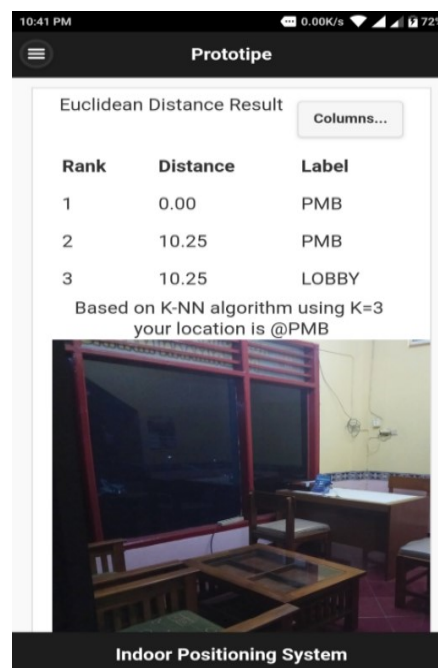 10:41 PM 0.00K/s 72%
Prototipe
Euclidean Distance Result
Columns...
Rank Distance Label
1 0.00 PMB
2 10.25 PMB
3 10.25 LOBBY
Based on K-NN algorithm using K=3
your location is @PMB
Indoor Positioning System